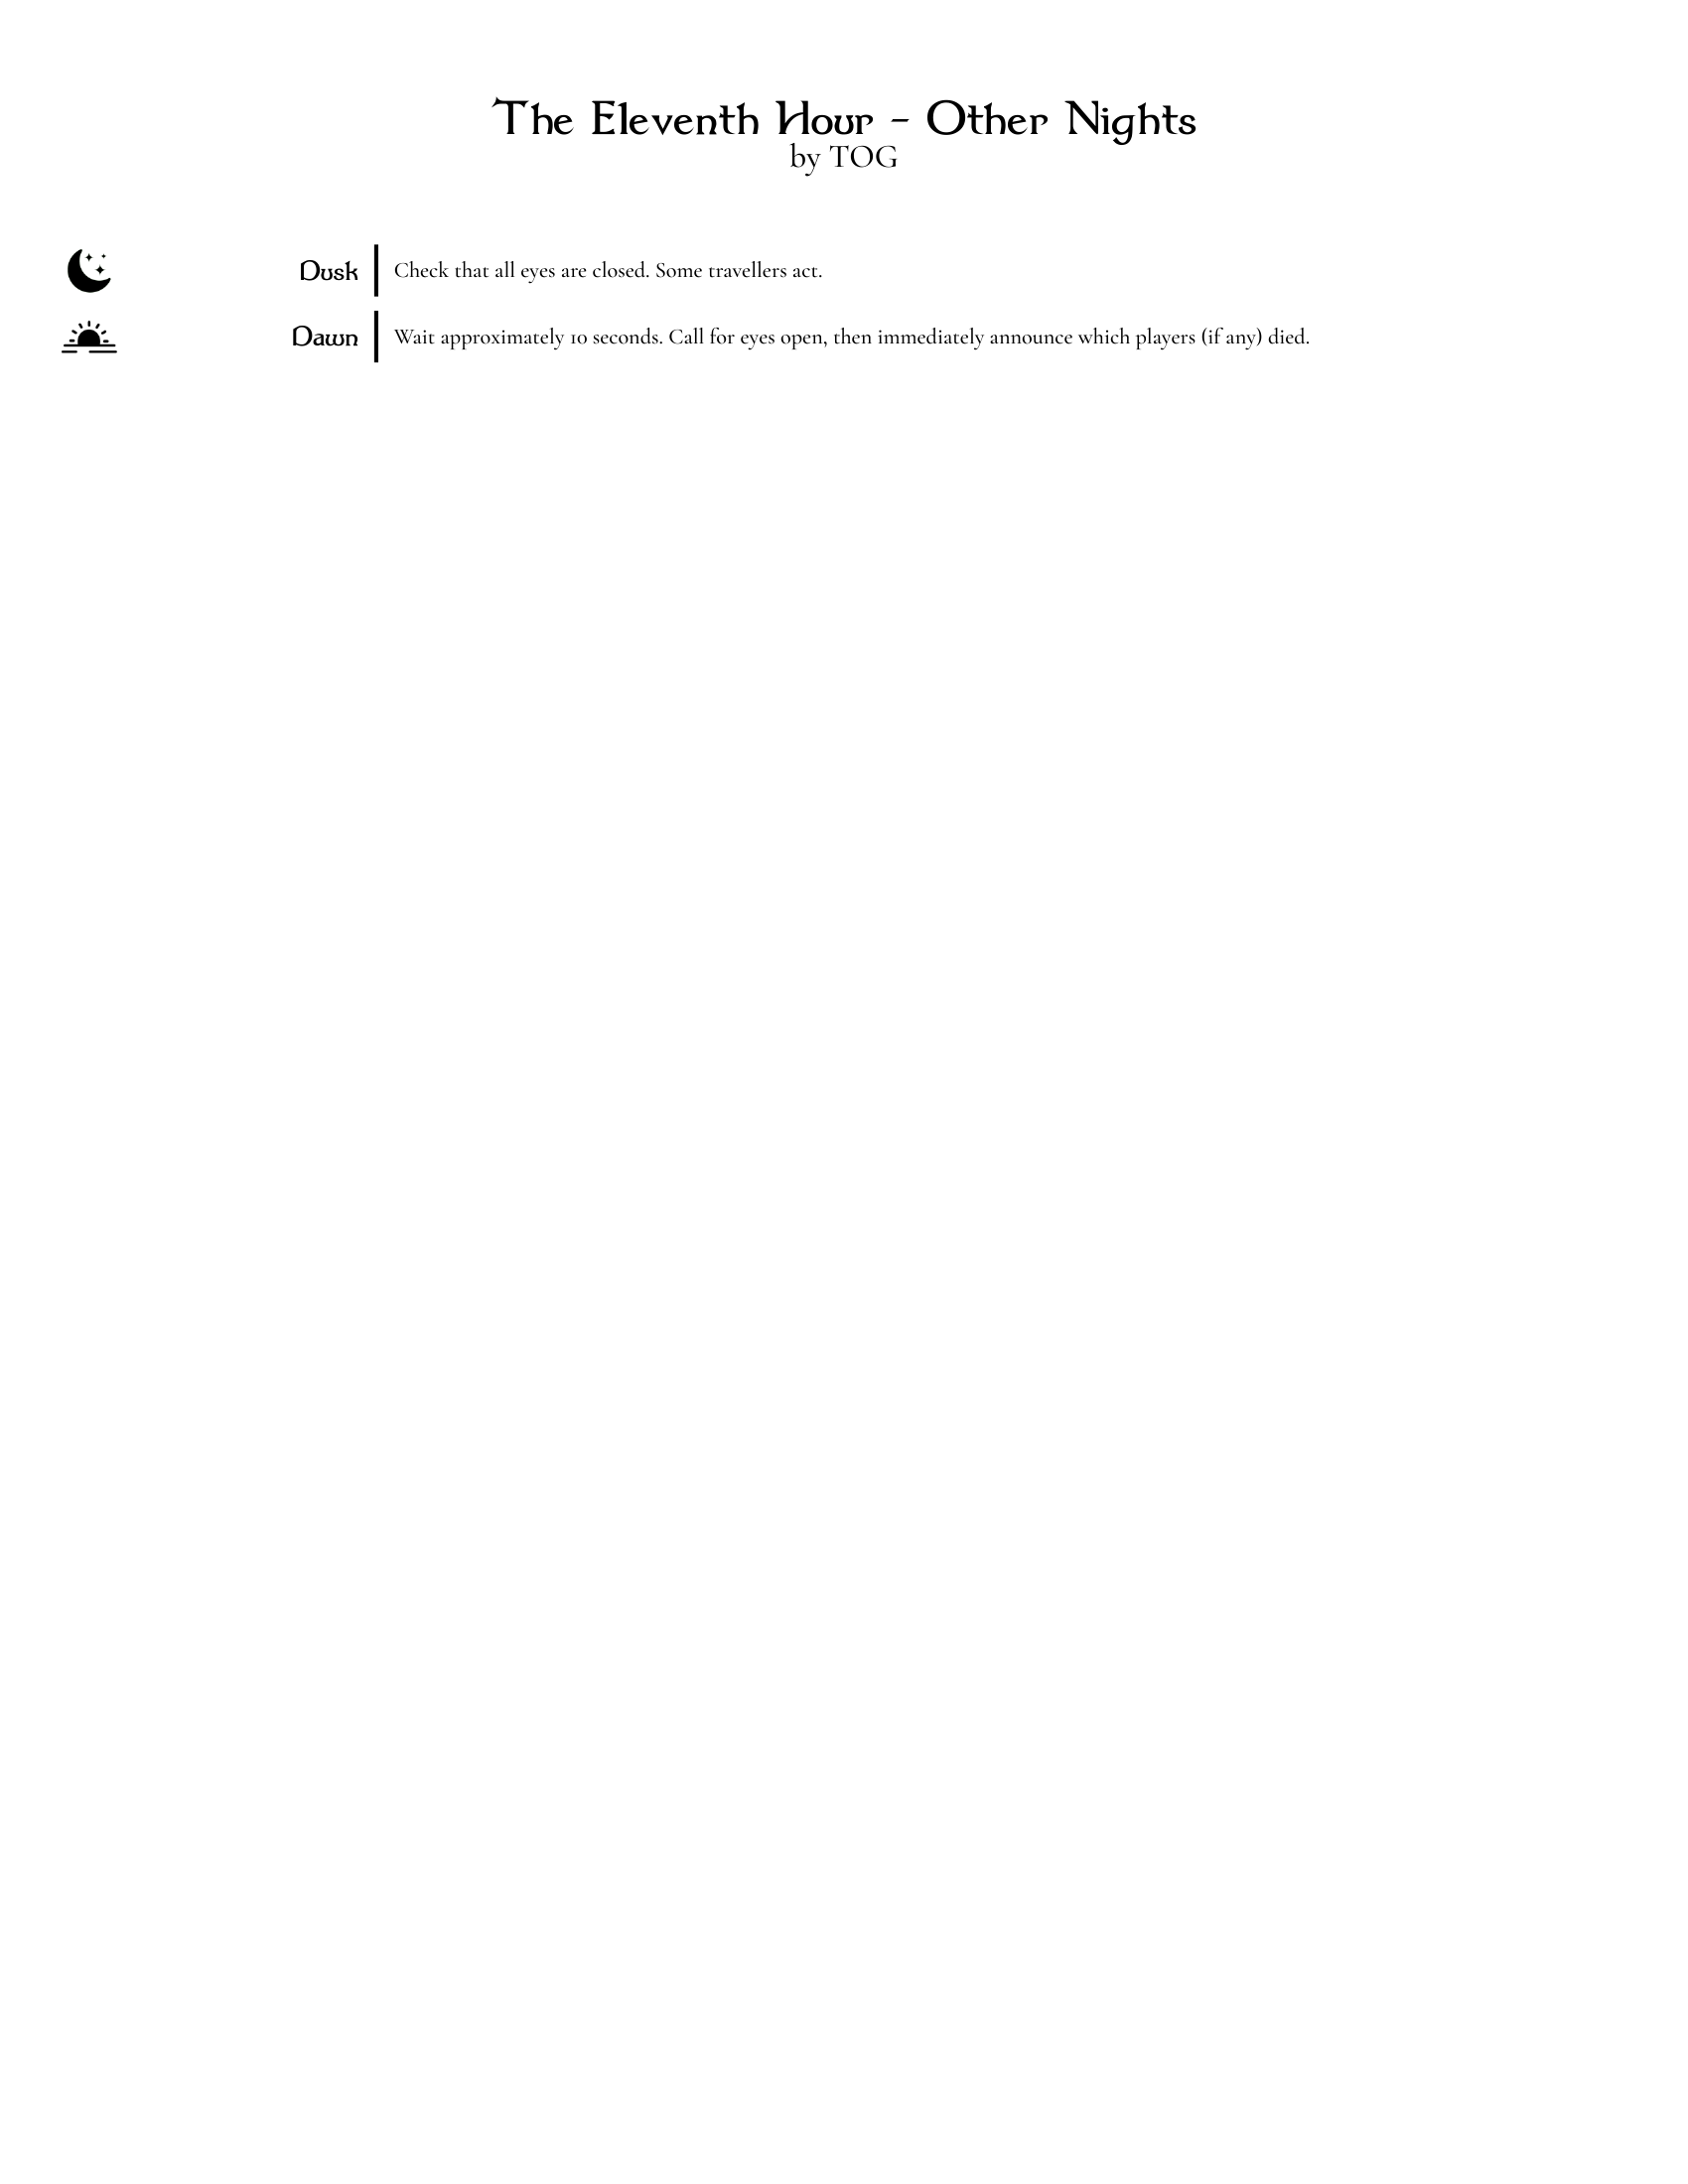 The Eleventh Hour - Other Nights
by TOG
Dusk
Check that all eyes are closed. Some travellers act.
Dawn
Wait approximately 10 seconds. Call for eyes open, then immediately announce which players (if any) died.